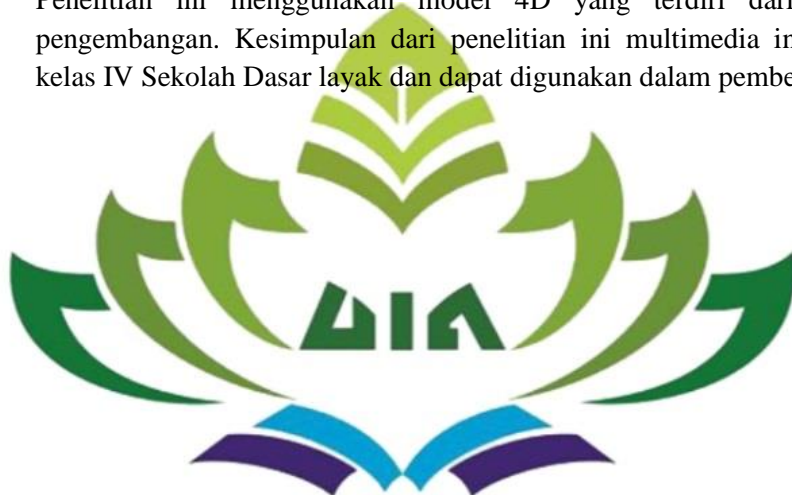 Penelitian ini menggunakan model 4D yang terdiri dari
pengembangan. Kesimpulan dari penelitian ini multimedia in
kelas IV Sekolah Dasar layak dan dapat digunakan dalam pembe
UIN